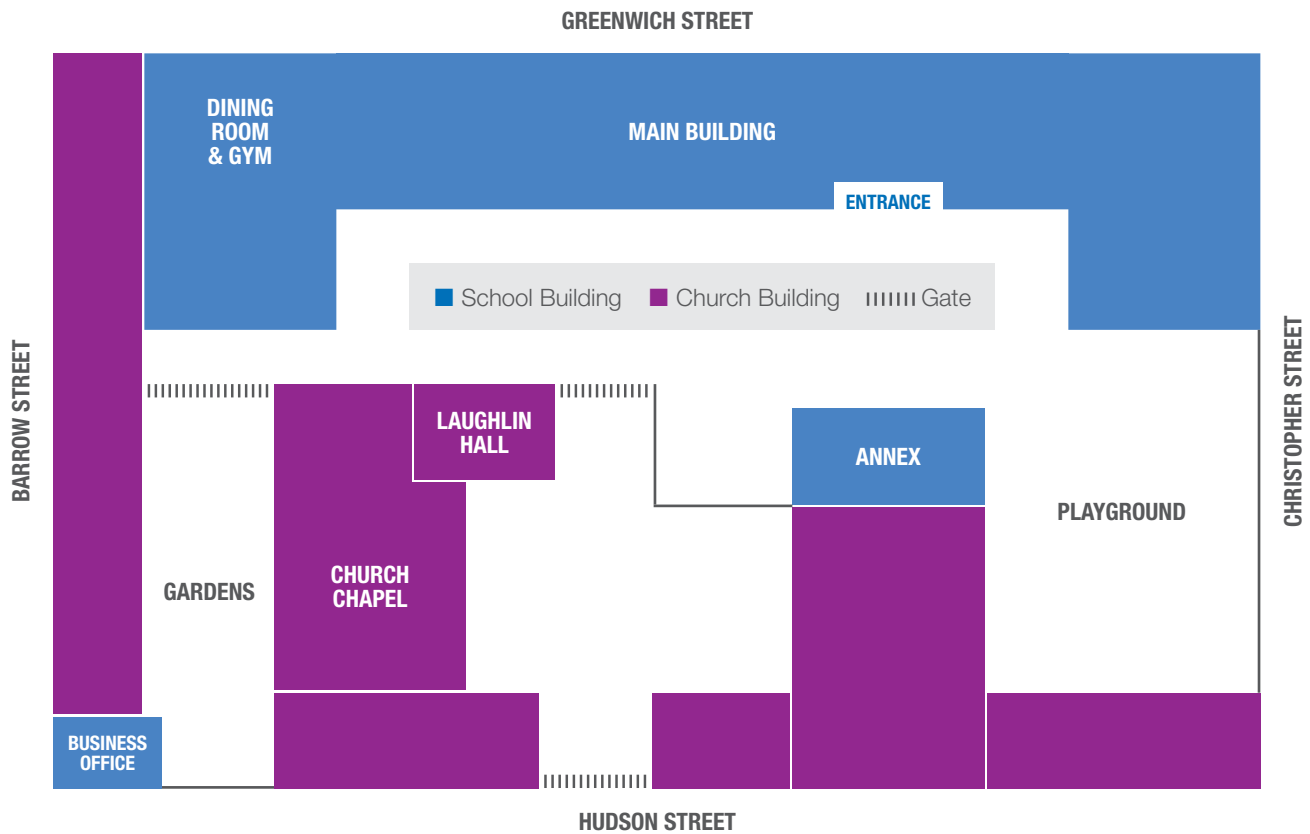 GREENWICH STREET
DINING
ROOM
& GYM
MAIN BUILDING
ENTRANCE
School Building
Church Building
Gate
BARROW STREET
CHRISTOPHER STREET
LAUGHLIN
HALL
ANNEX
PLAYGROUND
CHURCH
CHAPEL
GARDENS
BUSINESS
OFFICE
HUDSON STREET